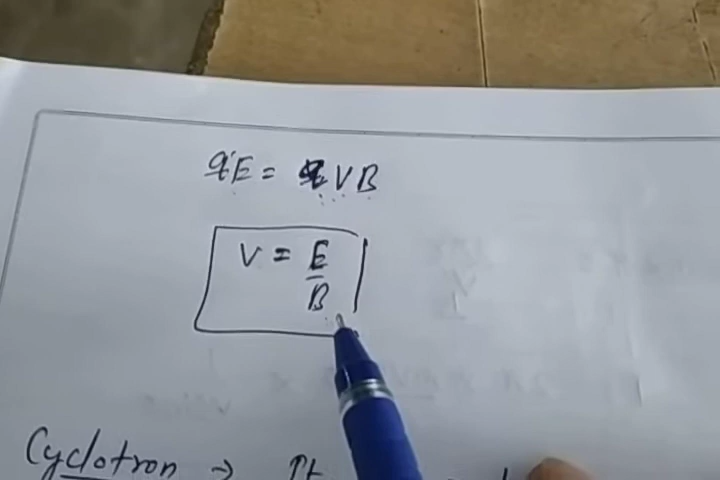 qE = qVB
V = E/B
Cyclotron →